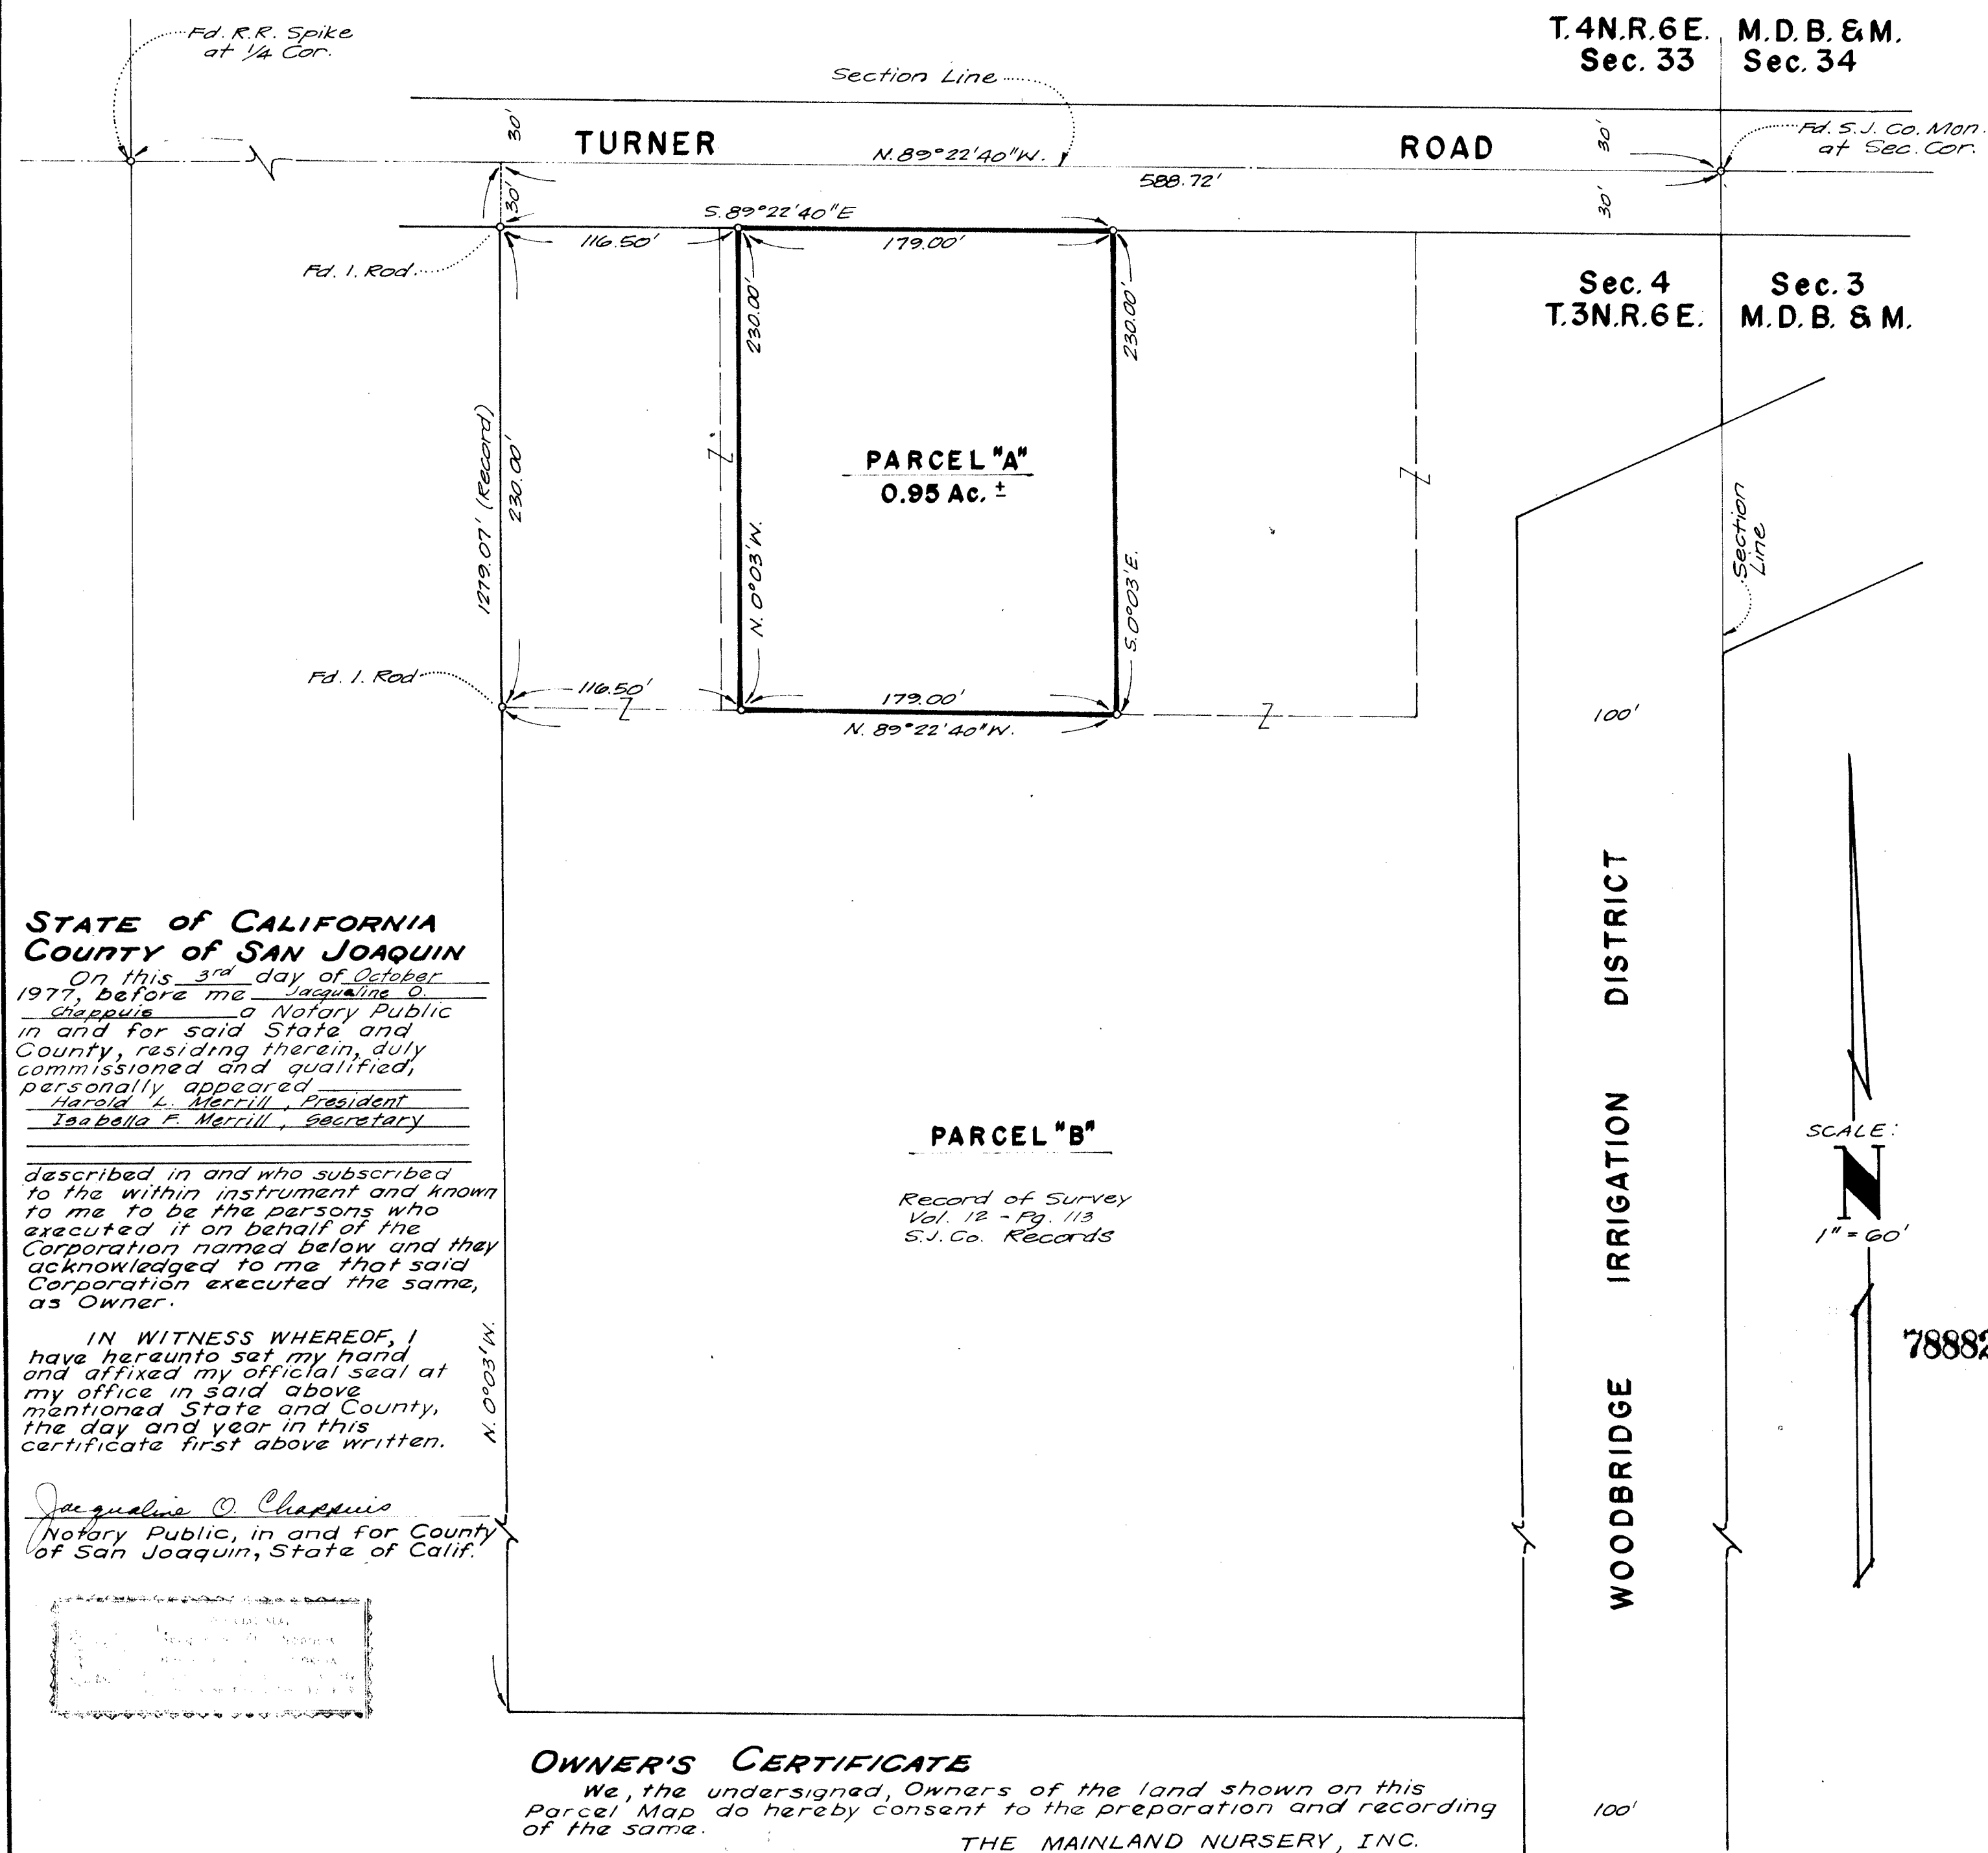 Fd. R.R. Spike
at 1/4 Cor.
Section Line
T.4N.R.6E. M.D.B.&M.
Sec. 33 Sec. 34
30'
TURNER ROAD
N.89°22'40"W.
588.72'
30'
Fd. S.J. Co. Mon.
at Sec. Cor.
30'
30'
S.89°22'40"E
116.50'
179.00'
Fd. I. Rod
230.00'
230.00'
Sec. 4 Sec. 3
T.3N.R.6E. M.D.B. & M.
1279.07' (Record)
230.00'
PARCEL "A"
0.95 Ac. ±
N. 0°03'W.
S.0°03'E.
Section
Line
Fd. I. Rod
116.50'
179.00'
N. 89°22'40"W.
100'
STATE of CALIFORNIA
COUNTY of SAN JOAQUIN
On this 3rd day of October
1977, before me Jacqueline O.
Chappuis a Notary Public
in and for said State and
County, residing therein, duly
commissioned and qualified,
personally appeared
Harold L. Merrill, President
Isabella F. Merrill, Secretary
described in and who subscribed
to the within instrument and known
to me to be the persons who
executed it on behalf of the
Corporation named below and they
acknowledged to me that said
Corporation executed the same,
as Owner.
IN WITNESS WHEREOF, I
have hereunto set my hand
and affixed my official seal at
my office in said above
mentioned State and County,
the day and year in this
certificate first above written.
Jacqueline O. Chappuis
Notary Public, in and for County
of San Joaquin, State of Calif.
N. 0°03'W.
PARCEL "B"
Record of Survey
Vol. 12 - Pg. 113
S.J. Co. Records
WOODBRIDGE IRRIGATION DISTRICT
SCALE:
N
1" = 60'
78882
OWNER'S CERTIFICATE
We, the undersigned, Owners of the land shown on this
Parcel Map do hereby consent to the preparation and recording
of the same.
THE MAINLAND NURSERY, INC.
100'